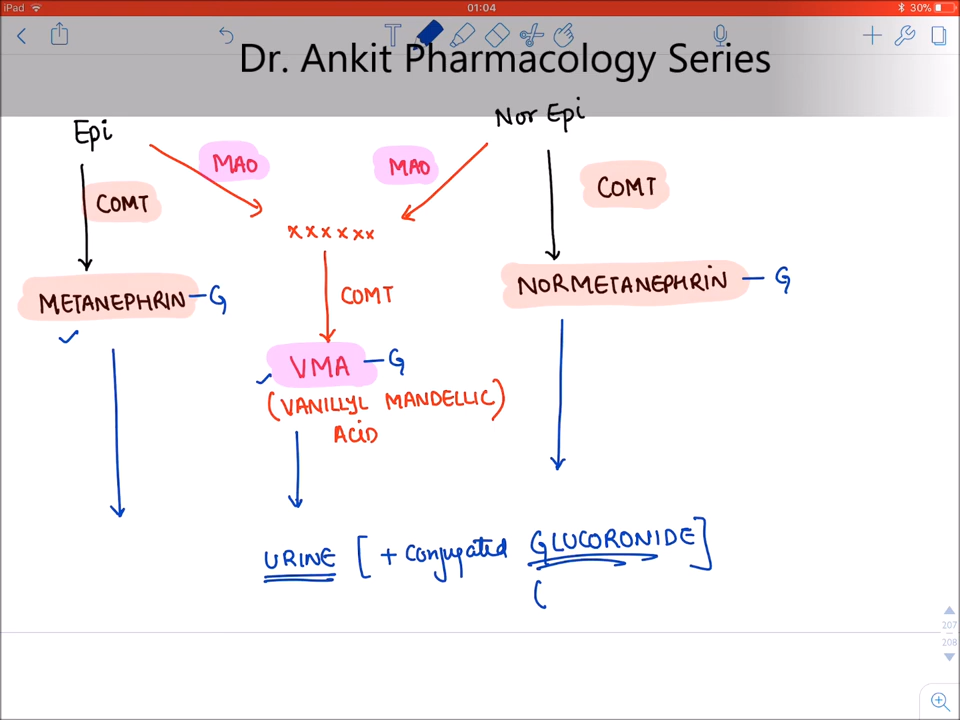 iPad 01:04 30%
T
Dr. Ankit Pharmacology Series
Epi
Nor Epi
MAO
MAO
COMT
COMT
xxxxxx
METANEPHRIN - G
COMT
NORMETANEPHRIN - G
VMA - G
(VANILLYL MANDELLIC)
ACID
URINE [+ conjugated GLUCORONIDE]
(
207
208